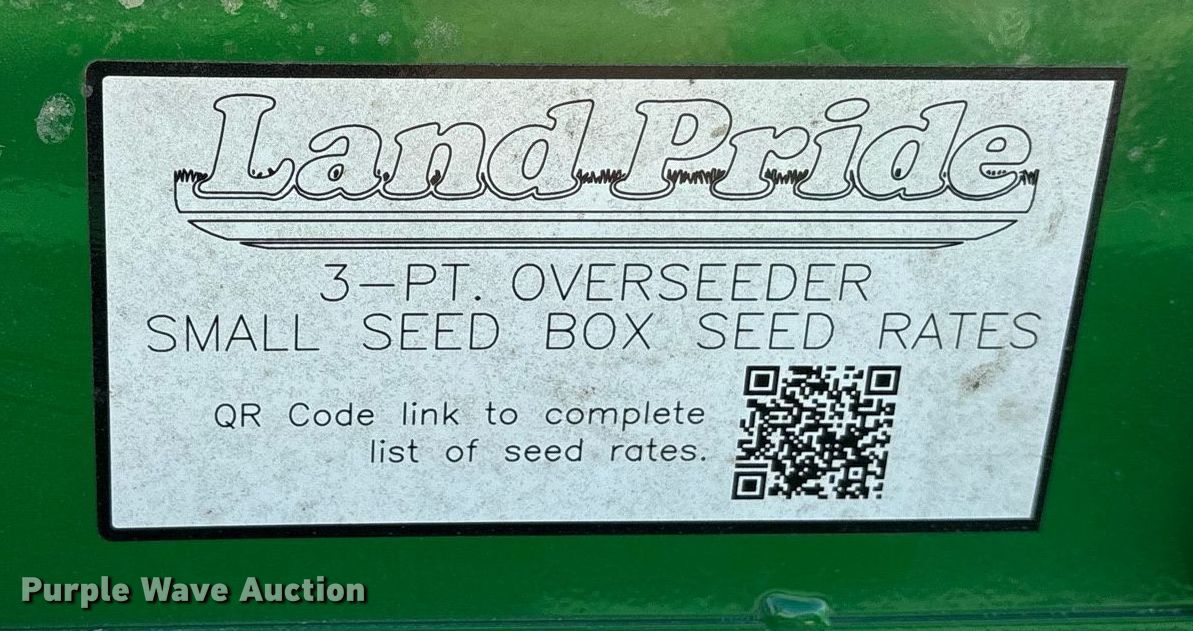 Land Pride
3-PT. OVERSEEDER
SMALL SEED BOX SEED RATES
QR Code link to complete
list of seed rates.
Purple Wave Auction